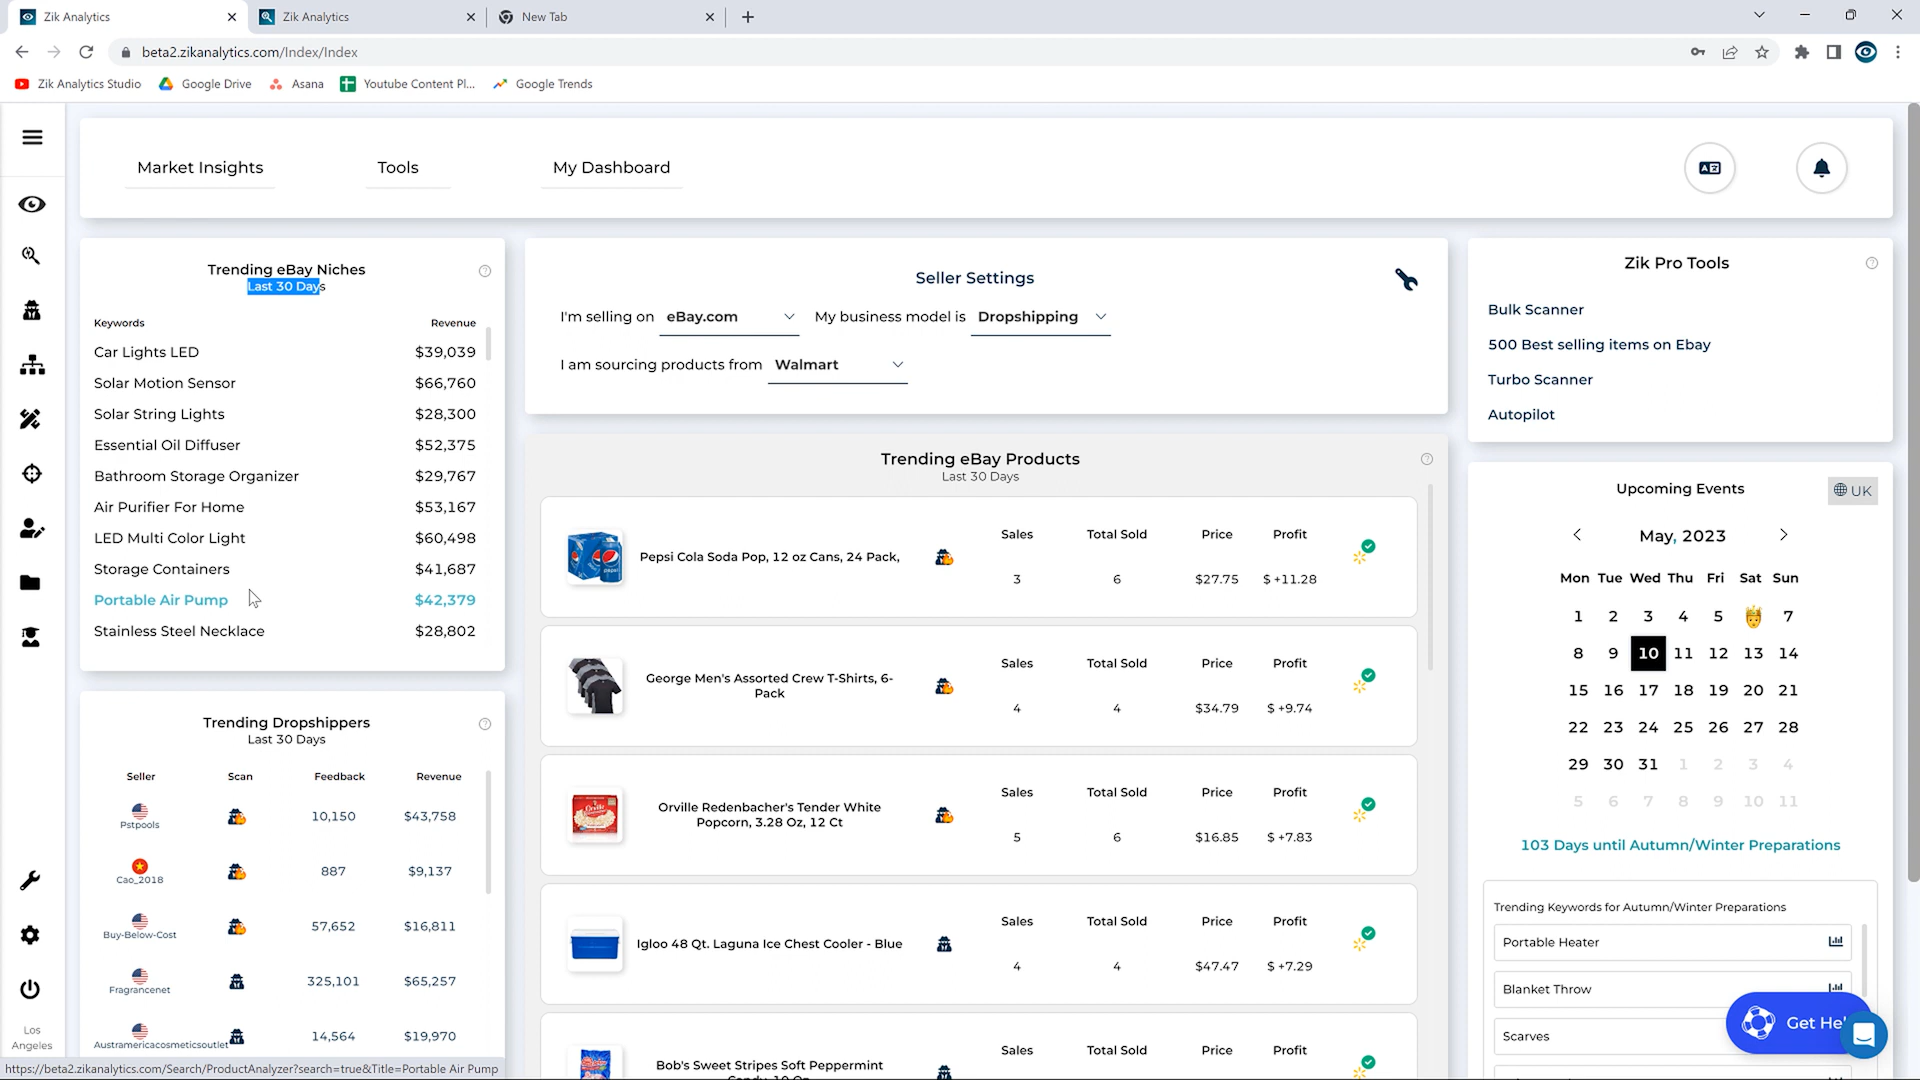 Zik Analytics
Zik Analytics
New Tab
beta2.zikanalytics.com/Index/Index
Zik Analytics Studio
Google Drive
Asana
Youtube Content Pl...
Google Trends
Market Insights
Tools
My Dashboard
Trending eBay Niches
Last 30 Days
Keywords Revenue
Car Lights LED $39,039
Solar Motion Sensor $66,760
Solar String Lights $28,300
Essential Oil Diffuser $52,375
Bathroom Storage Organizer $29,767
Air Purifier For Home $53,167
LED Multi Color Light $60,498
Storage Containers $41,687
Portable Air Pump $42,379
Stainless Steel Necklace $28,802
Trending Dropshippers
Last 30 Days
Seller Scan Feedback Revenue
Pstpools 10,150 $43,758
Cao_2018 887 $9,137
Buy-Below-Cost 57,652 $16,811
Fragrancenet 325,101 $65,257
Austramericacosmeticsoutlet 14,564 $19,970
Seller Settings
I'm selling on eBay.com My business model is Dropshipping
I am sourcing products from Walmart
Trending eBay Products
Last 30 Days
Sales Total Sold Price Profit
Pepsi Cola Soda Pop, 12 oz Cans, 24 Pack,
3 6 $27.75 $ +11.28
Sales Total Sold Price Profit
George Men's Assorted Crew T-Shirts, 6-
Pack
4 4 $34.79 $ +9.74
Sales Total Sold Price Profit
Orville Redenbacher's Tender White
Popcorn, 3.28 Oz, 12 Ct
5 6 $16.85 $ +7.83
Sales Total Sold Price Profit
Igloo 48 Qt. Laguna Ice Chest Cooler - Blue
4 4 $47.47 $ +7.29
Sales Total Sold Price Profit
Bob's Sweet Stripes Soft Peppermint
Zik Pro Tools
Bulk Scanner
500 Best selling items on Ebay
Turbo Scanner
Autopilot
Upcoming Events
UK
May, 2023
Mon Tue Wed Thu Fri Sat Sun
1 2 3 4 5 7
8 9 10 11 12 13 14
15 16 17 18 19 20 21
22 23 24 25 26 27 28
29 30 31 1 2 3 4
5 6 7 8 9 10 11
103 Days until Autumn/Winter Preparations
Trending Keywords for Autumn/Winter Preparations
Portable Heater
Blanket Throw
Scarves
Get Hel
Los
Angeles
https://beta2.zikanalytics.com/Search/ProductAnalyzer?search=true&Title=Portable Air Pump